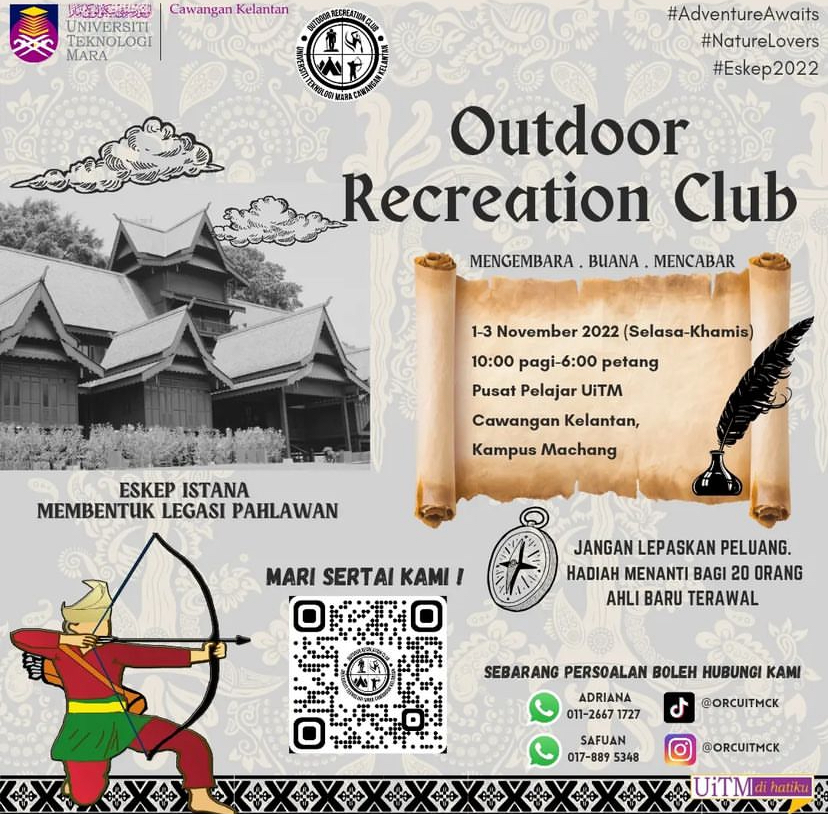 UNIVERSITI
TEKNOLOGI
MARA
Cawangan Kelantan
OUTDOOR RECREATION CLUB
UNIVERSITI TEKNOLOGI MARA CAWANGAN KELANTAN
#AdventureAwaits
#NatureLovers
#Eskep2022
Outdoor
Recreation Club
MENGEMBARA . BUANA . MENCABAR
1-3 November 2022 (Selasa-Khamis)
10:00 pagi-6:00 petang
Pusat Pelajar UiTM
Cawangan Kelantan,
Kampus Machang
ESKEP ISTANA
MEMBENTUK LEGASI PAHLAWAN
JANGAN LEPASKAN PELUANG.
HADIAH MENANTI BAGI 20 ORANG
AHLI BARU TERAWAL
MARI SERTAI KAMI !
SEBARANG PERSOALAN BOLEH HUBUNGI KAMI
ADRIANA
011-2667 1727
@ORCUITMCK
SAFUAN
017-889 5348
@ORCUITMCK
UiTM di hatiku